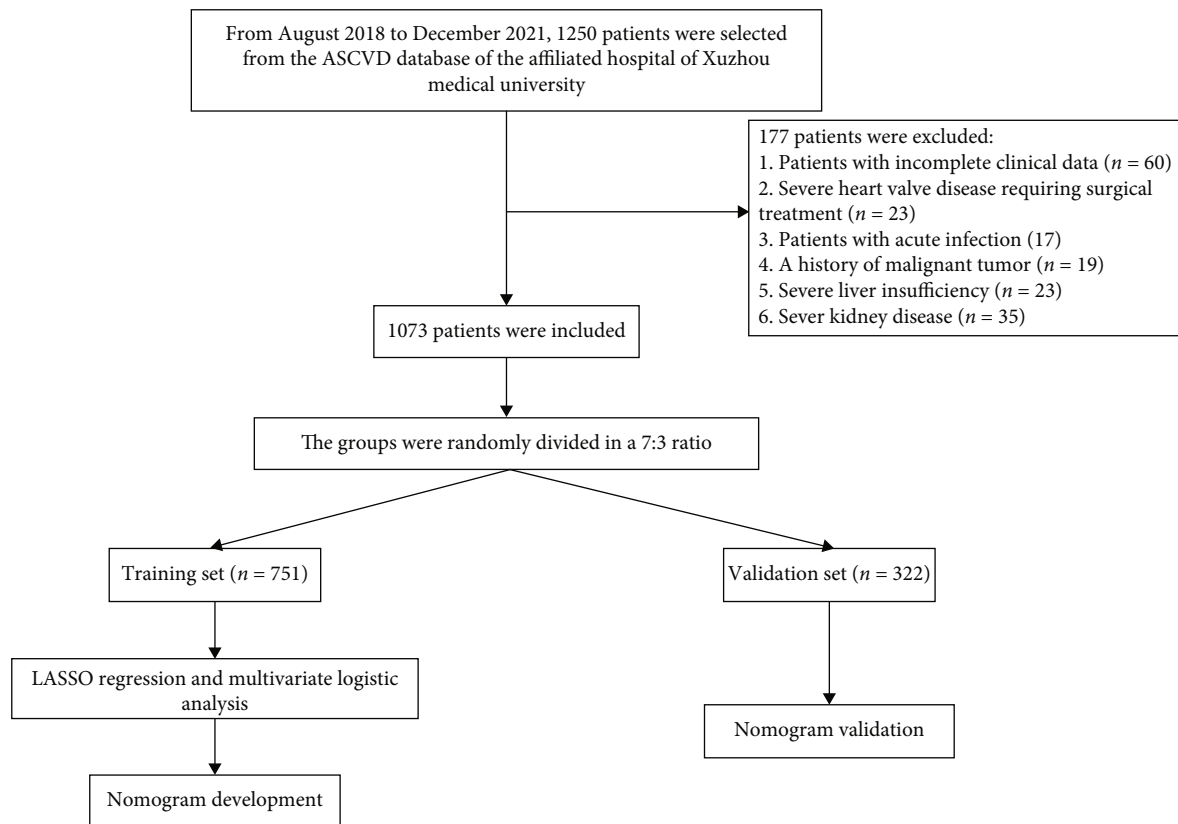 From August 2018 to December 2021, 1250 patients were selected
from the ASCVD database of the affiliated hospital of Xuzhou
medical university
177 patients were excluded:
1. Patients with incomplete clinical data (n = 60)
2. Severe heart valve disease requiring surgical
treatment (n = 23)
3. Patients with acute infection (17)
4. A history of malignant tumor (n = 19)
5. Severe liver insufficiency (n = 23)
6. Sever kidney disease (n = 35)
1073 patients were included
The groups were randomly divided in a 7:3 ratio
Training set (n = 751)
Validation set (n = 322)
LASSO regression and multivariate logistic
analysis
Nomogram validation
Nomogram development